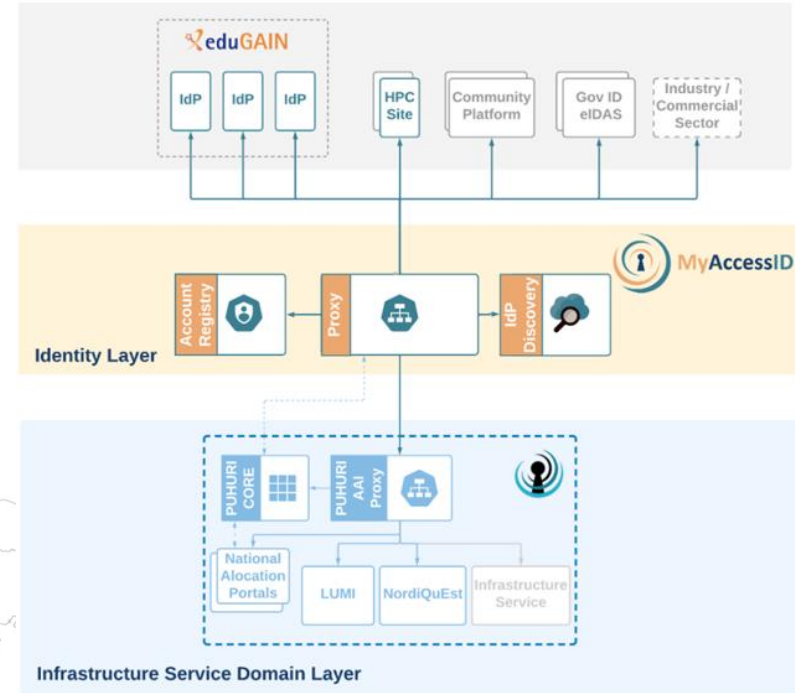 eduGAIN
IdP
IdP
IdP
HPC
Site
Community
Platform
Gov ID
eIDAS
Industry /
Commercial
Sector
MyAccessID
Account
Registry
Proxy
IdP
Discovery
Identity Layer
PUHURI
CORE
PUHURI
AAI
Proxy
National
Alocation
Portals
LUMI
NordiQuEst
Infrastructure
Service
Infrastructure Service Domain Layer